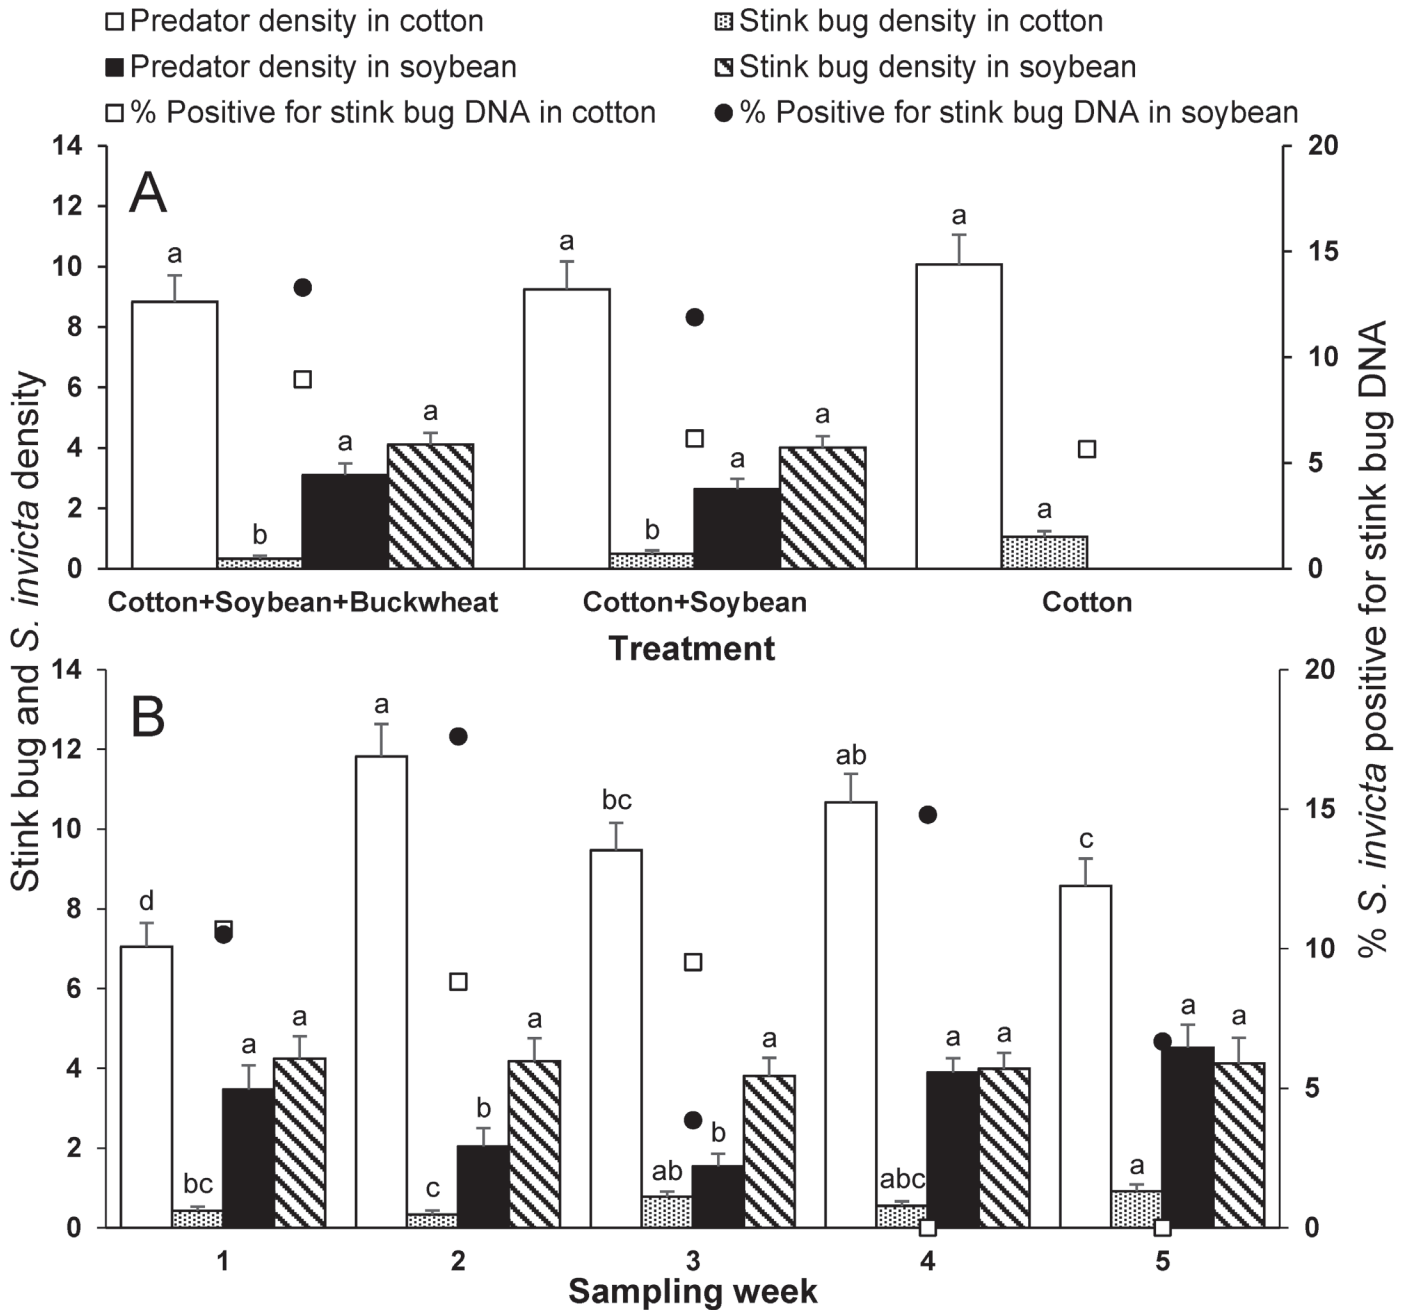 Predator density in cotton
Stink bug density in cotton
Predator density in soybean
Stink bug density in soybean
% Positive for stink bug DNA in cotton
% Positive for stink bug DNA in soybean
Stink bug and S. invicta density
% S. invicta positive for stink bug DNA
A
14
12
10
8
6
4
2
0
20
15
10
5
0
a
b
a
a
a
b
a
a
a
a
Cotton+Soybean+Buckwheat
Cotton+Soybean
Cotton
Treatment
B
14
12
10
8
6
4
2
0
20
15
10
5
0
d
bc
a
a
a
c
b
a
bc
ab
b
a
ab
abc
a
a
c
a
a
a
1
2
3
4
5
Sampling week